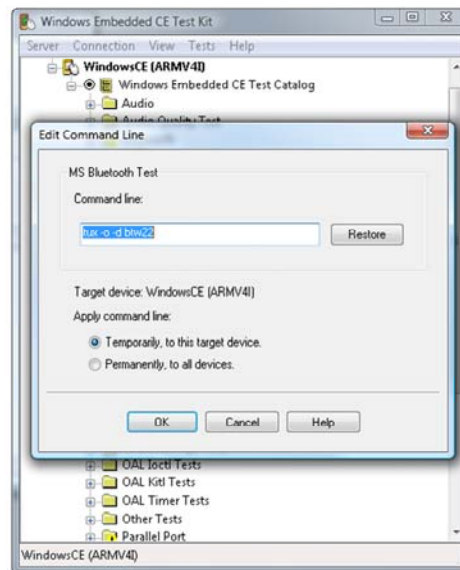 Windows Embedded CE Test Kit
Server Connection View Tests Help
WindowsCE (ARMV4I)
Windows Embedded CE Test Catalog
Audio
Audio Quality Test
Edit Command Line
MS Bluetooth Test
Command line:
tux -o -d btw22
Restore
Target device: WindowsCE (ARMV4I)
Apply command line:
Temporarily, to this target device.
Permanently, to all devices.
OK Cancel Help
OAL Ioctl Tests
OAL Kitl Tests
OAL Timer Tests
Other Tests
Parallel Port
WindowsCE (ARMV4I)